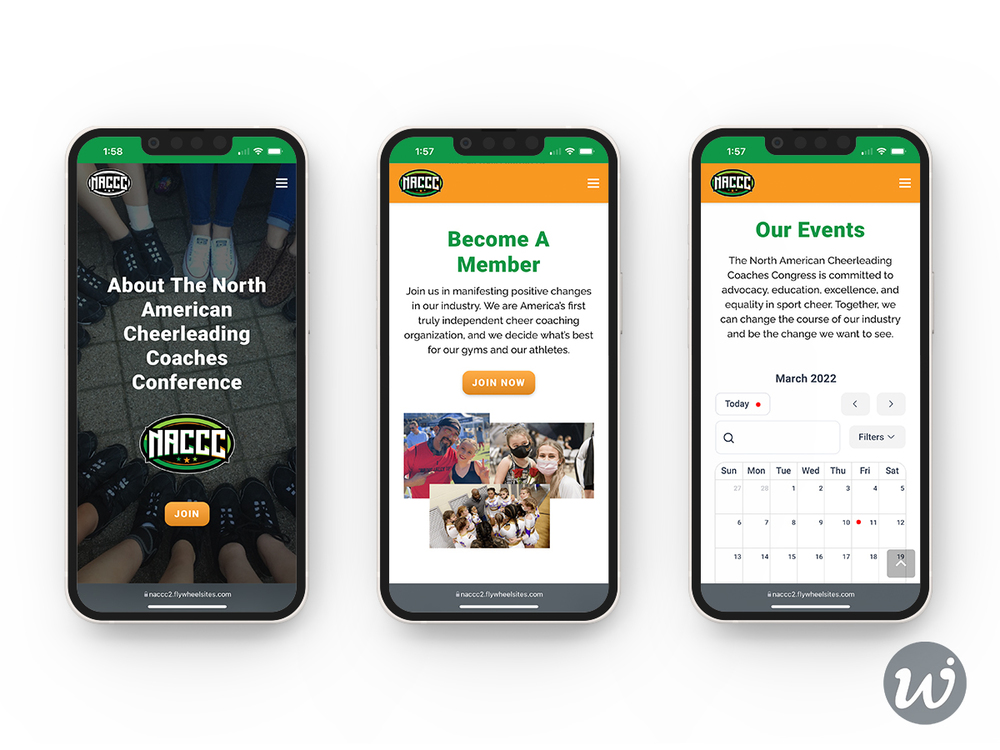 1:58
NACCC
About The North
American
Cheerleading
Coaches
Conference
NACCC
JOIN
naccc2.flywheelsites.com
1:57
NACCC
Become A
Member
Join us in manifesting positive changes
in our industry. We are America's first
truly independent cheer coaching
organization, and we decide what's best
for our gyms and our athletes.
JOIN NOW
naccc2.flywheelsites.com
1:57
NACCC
Our Events
The North American Cheerleading
Coaches Congress is committed to
advocacy, education, excellence, and
equality in sport cheer. Together, we
can change the course of our industry
and be the change we want to see.
March 2022
Today
Filters
Sun Mon Tue Wed Thu Fri Sat
27 28 1 2 3 4 5
6 7 8 9 10 11 12
13 14 15 16 17 18 19
naccc2.flywheelsites.com
w